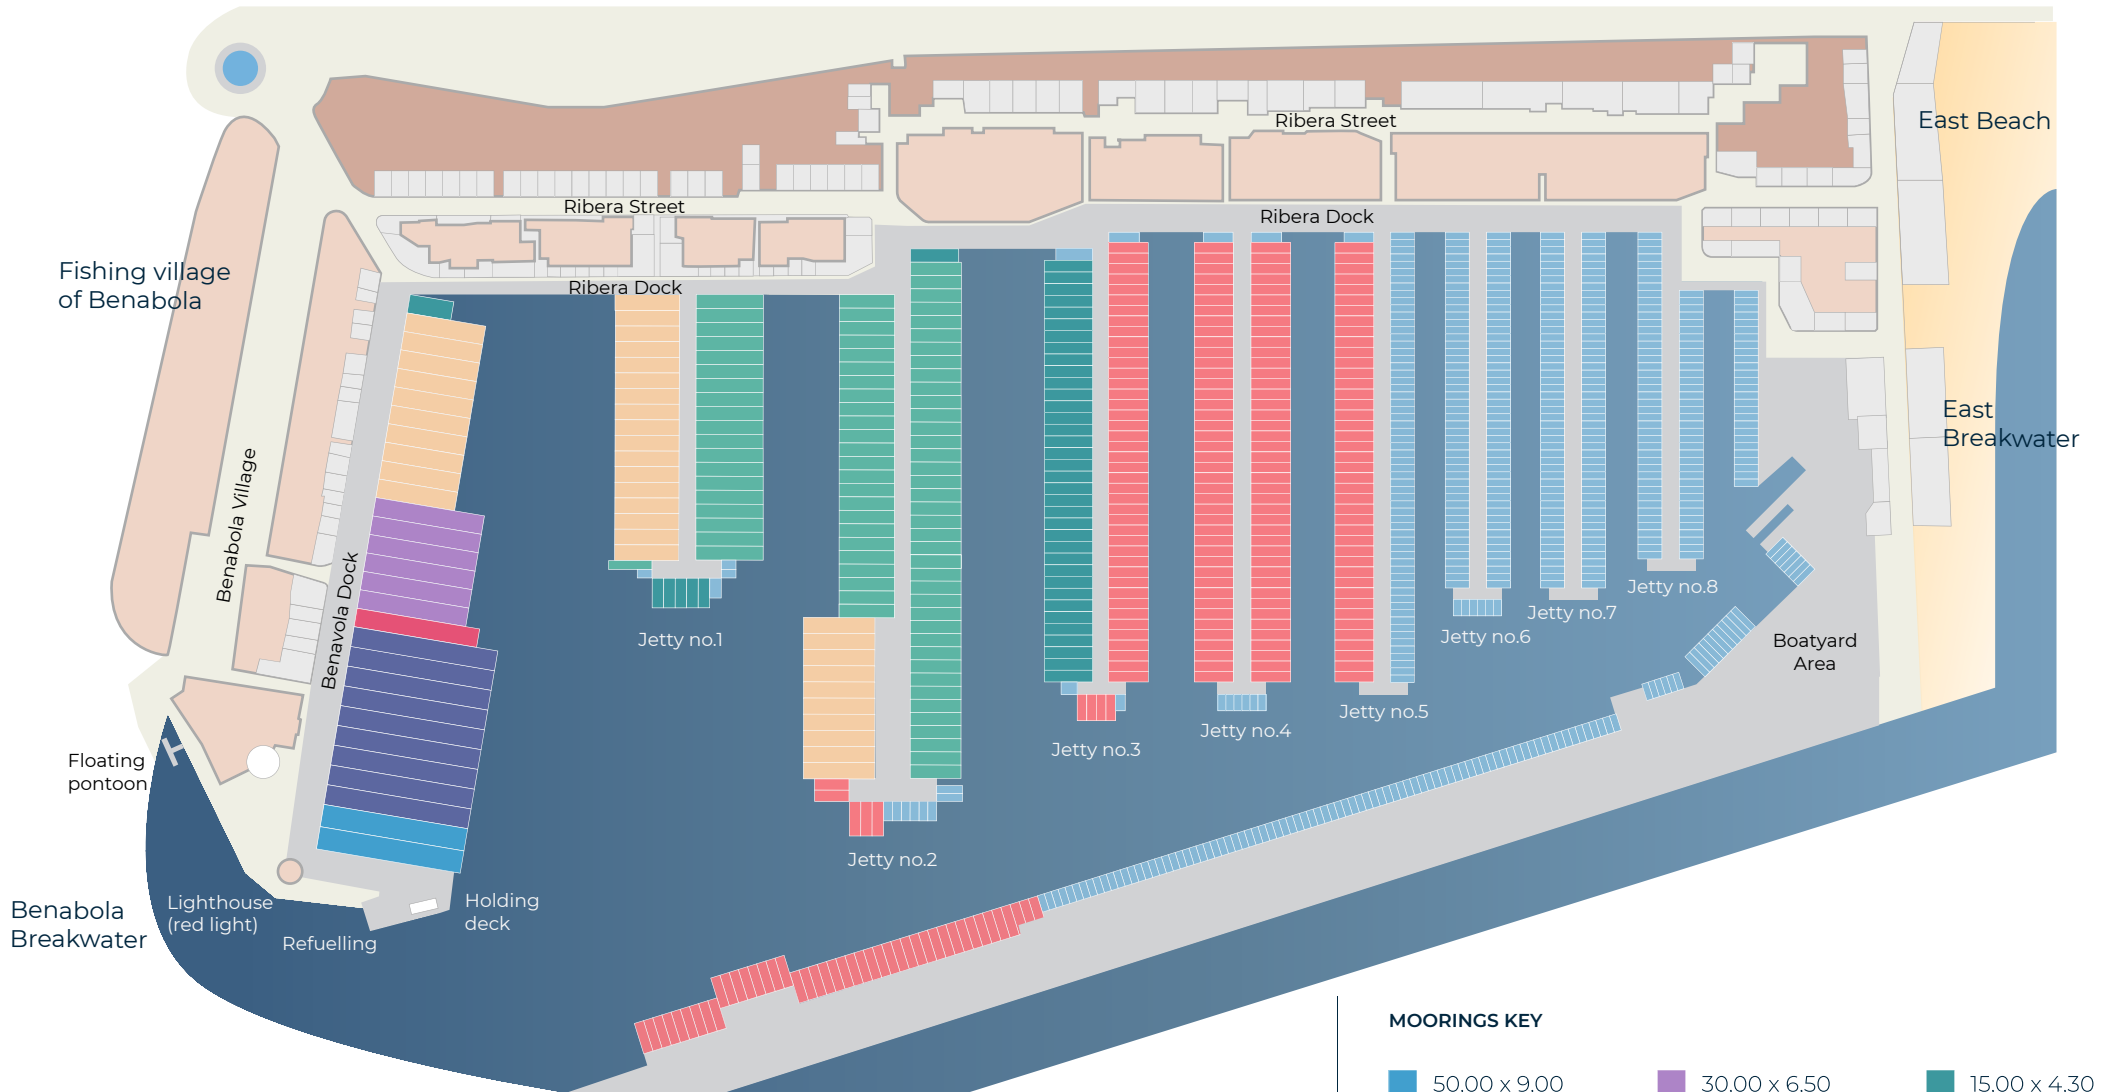 Ribera Street
East Beach
Ribera Street
Ribera Dock
Fishing village
of Benabola
Ribera Dock
East
Breakwater
Benabola Village
Benavola Dock
Jetty no.1
Jetty no.2
Jetty no.3
Jetty no.4
Jetty no.5
Jetty no.6
Jetty no.7
Jetty no.8
Boatyard
Area
Floating
pontoon
Benabola
Breakwater
Lighthouse
(red light)
Refuelling
Holding
deck
MOORINGS KEY
50,00 x 9,00
30,00 x 6,50
15,00 x 4,30